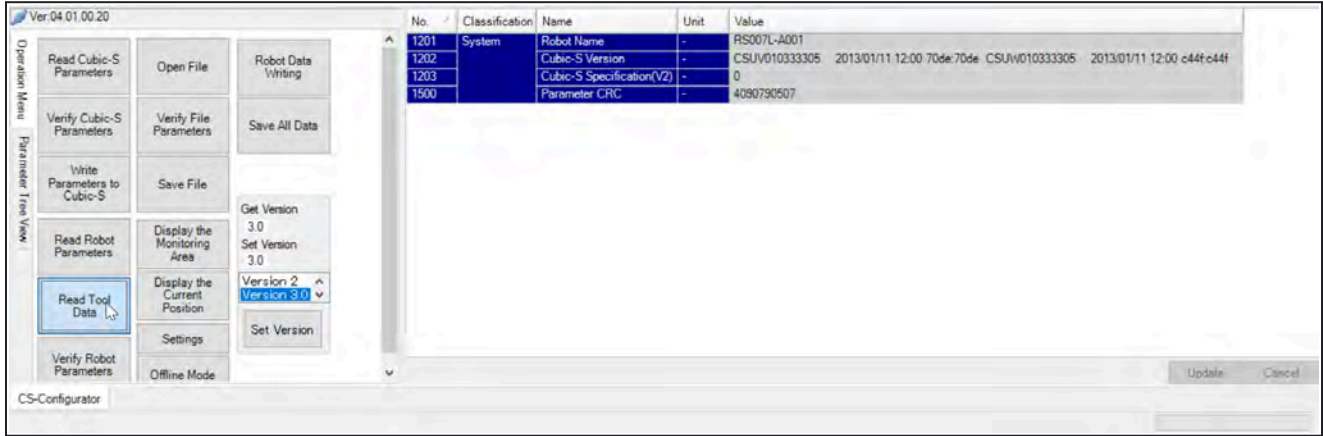 Ver:04.01.00.20
Operation Menu
Parameter Tree View
Read Cubic-S
Parameters
Open File
Robot Data
Writing
Verify Cubic-S
Parameters
Verify File
Parameters
Save All Data
Write
Parameters to
Cubic-S
Save File
Get Version
3.0
Set Version
3.0
Read Robot
Parameters
Display the
Monitoring
Area
Version 2
Version 3.0
Read Tool
Data
Display the
Current
Position
Set Version
Settings
Verify Robot
Parameters
Offline Mode
CS-Configurator
No. Classification Name Unit Value
1201 System Robot Name - RS007L-A001
1202 Cubic-S Version - CSUV010333305 2013/01/11 12:00 70de:70de CSUW010333305 2013/01/11 12:00 c44f:c44f
1203 Cubic-S Specification(V2) - 0
1500 Parameter CRC - 4090790507
Update Cancel